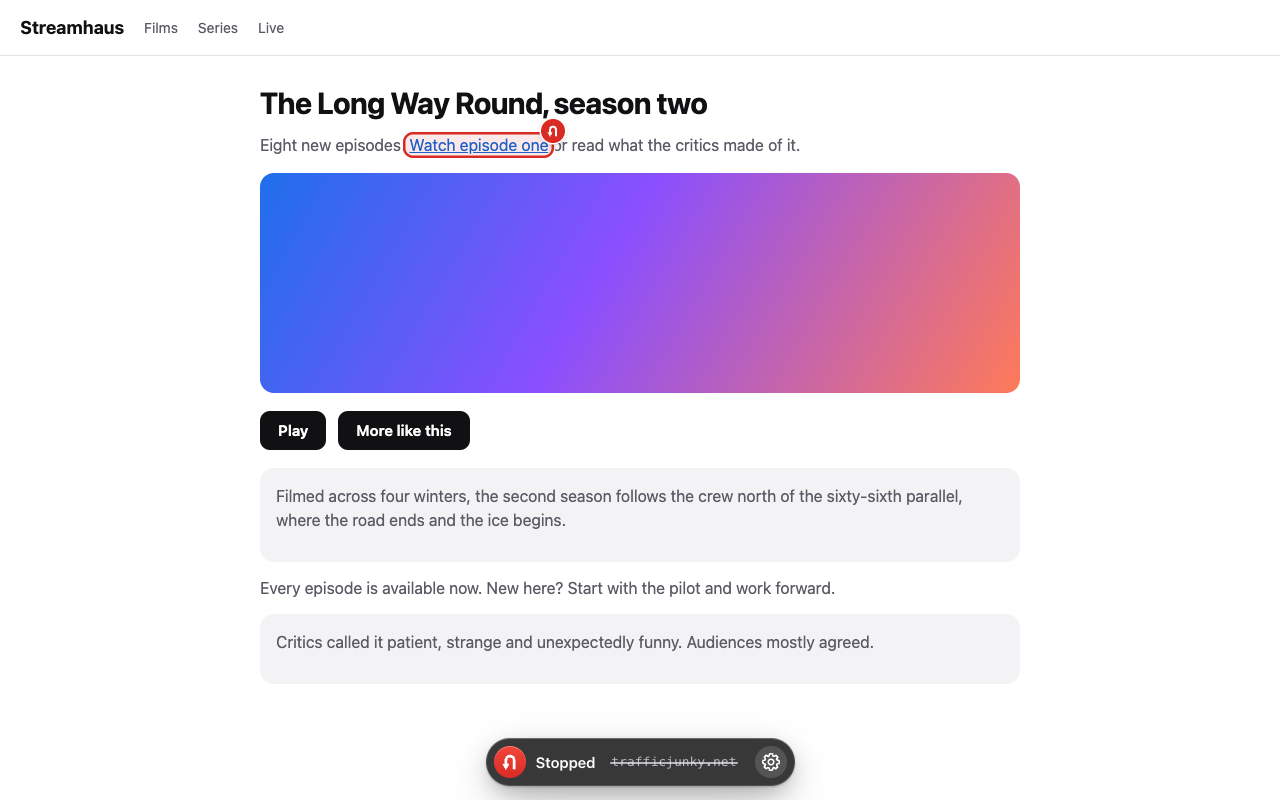 Streamhaus Films Series Live
The Long Way Round, season two
Eight new episodes Watch episode one or read what the critics made of it.
Play More like this
Filmed across four winters, the second season follows the crew north of the sixty-sixth parallel,
where the road ends and the ice begins.
Every episode is available now. New here? Start with the pilot and work forward.
Critics called it patient, strange and unexpectedly funny. Audiences mostly agreed.
Stopped trafficjunky.net